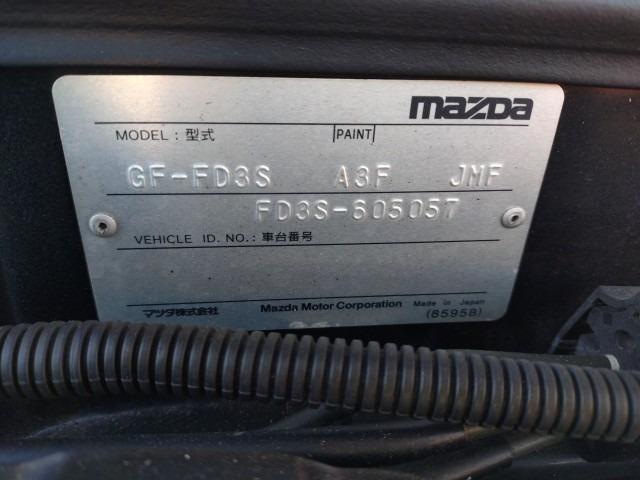 mazda
MODEL : 型式 PAINT
GF-FD3S A3F JMF
FD3S-605057
VEHICLE ID. NO. : 車台番号
マツダ株式会社 Mazda Motor Corporation Made in Japan
(8595B)